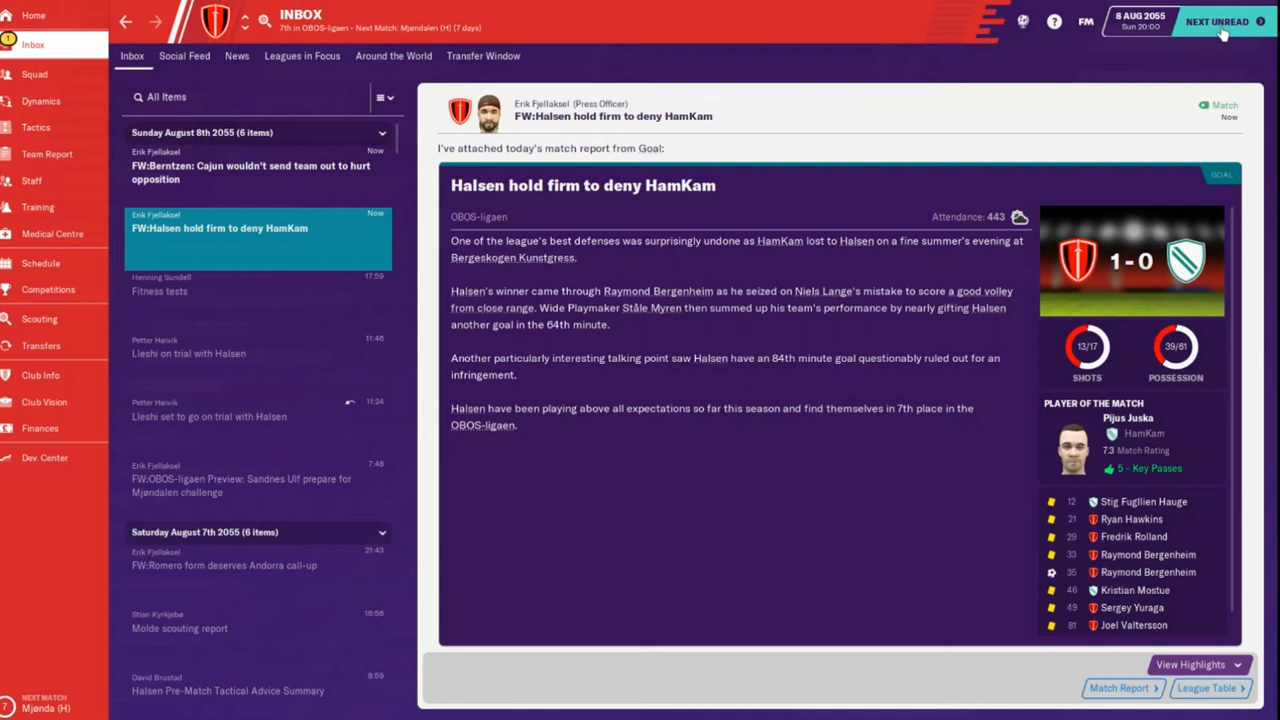 Home
1
Inbox
Squad
Dynamics
Tactics
Team Report
Staff
Training
Medical Centre
Schedule
Competitions
Scouting
Transfers
Club Info
Club Vision
Finances
Dev. Center
7
NEXT MATCH
Mjønda (H)
INBOX
7th in OBOS-ligaen - Next Match: Mjøndalen (H) (7 days)
?
FM
8 AUG 2055
Sun 20:00
NEXT UNREAD
Inbox
Social Feed
News
Leagues in Focus
Around the World
Transfer Window
All Items
Sunday August 8th 2055 (6 items)
Erik Fjellaksel
Now
FW:Berntzen: Cajun wouldn't send team out to hurt
opposition
Erik Fjellaksel
Now
FW:Halsen hold firm to deny HamKam
Henning Sundell
17:59
Fitness tests
Petter Høivik
11:46
Lleshi on trial with Halsen
Petter Høivik
11:24
Lleshi set to go on trial with Halsen
Erik Fjellaksel
7:48
FW:OBOS-ligaen Preview: Sandnes Ulf prepare for
Mjøndalen challenge
Saturday August 7th 2055 (6 items)
Erik Fjellaksel
21:43
FW:Romero form deserves Andorra call-up
Stian Kyrkjebø
16:56
Molde scouting report
David Brustad
8:59
Halsen Pre-Match Tactical Advice Summary
Erik Fjellaksel (Press Officer)
FW:Halsen hold firm to deny HamKam
Match
Now
I've attached today's match report from Goal:
Halsen hold firm to deny HamKam
GOAL
OBOS-ligaen
Attendance: 443
One of the league's best defenses was surprisingly undone as HamKam lost to Halsen on a fine summer's evening at
Bergeskogen Kunstgress.
Halsen's winner came through Raymond Bergenheim as he seized on Niels Lange's mistake to score a good volley
from close range. Wide Playmaker Ståle Myren then summed up his team's performance by nearly gifting Halsen
another goal in the 64th minute.
Another particularly interesting talking point saw Halsen have an 84th minute goal questionably ruled out for an
infringement.
Halsen have been playing above all expectations so far this season and find themselves in 7th place in the
OBOS-ligaen.
1 - 0
13/17
SHOTS
39/61
POSSESSION
PLAYER OF THE MATCH
Pijus Juska
HamKam
7.3 Match Rating
5 - Key Passes
12 Stig Fugllien Hauge
21 Ryan Hawkins
29 Fredrik Rolland
33 Raymond Bergenheim
35 Raymond Bergenheim
46 Kristian Mostue
49 Sergey Yuraga
81 Joel Valtersson
View Highlights
Match Report
League Table